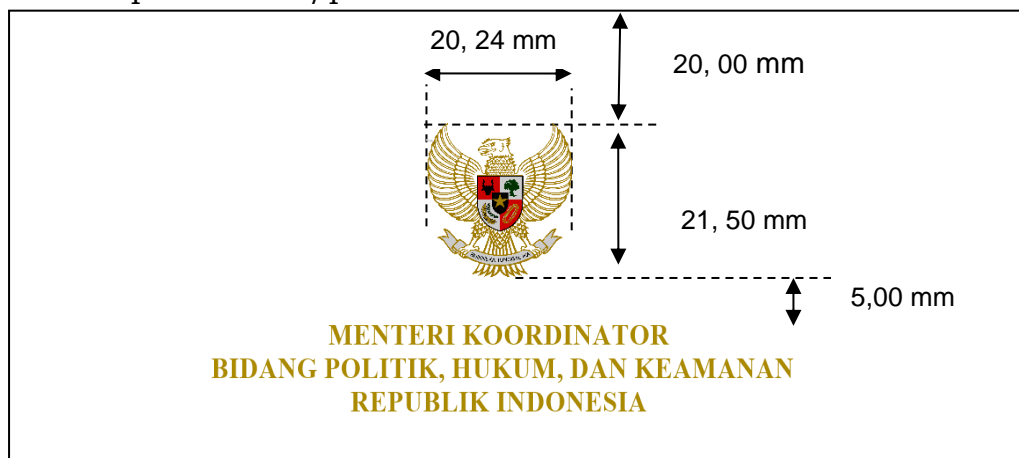 20, 24 mm
20, 00 mm
21, 50 mm
5,00 mm
MENTERI KOORDINATOR
BIDANG POLITIK, HUKUM, DAN KEAMANAN
REPUBLIK INDONESIA